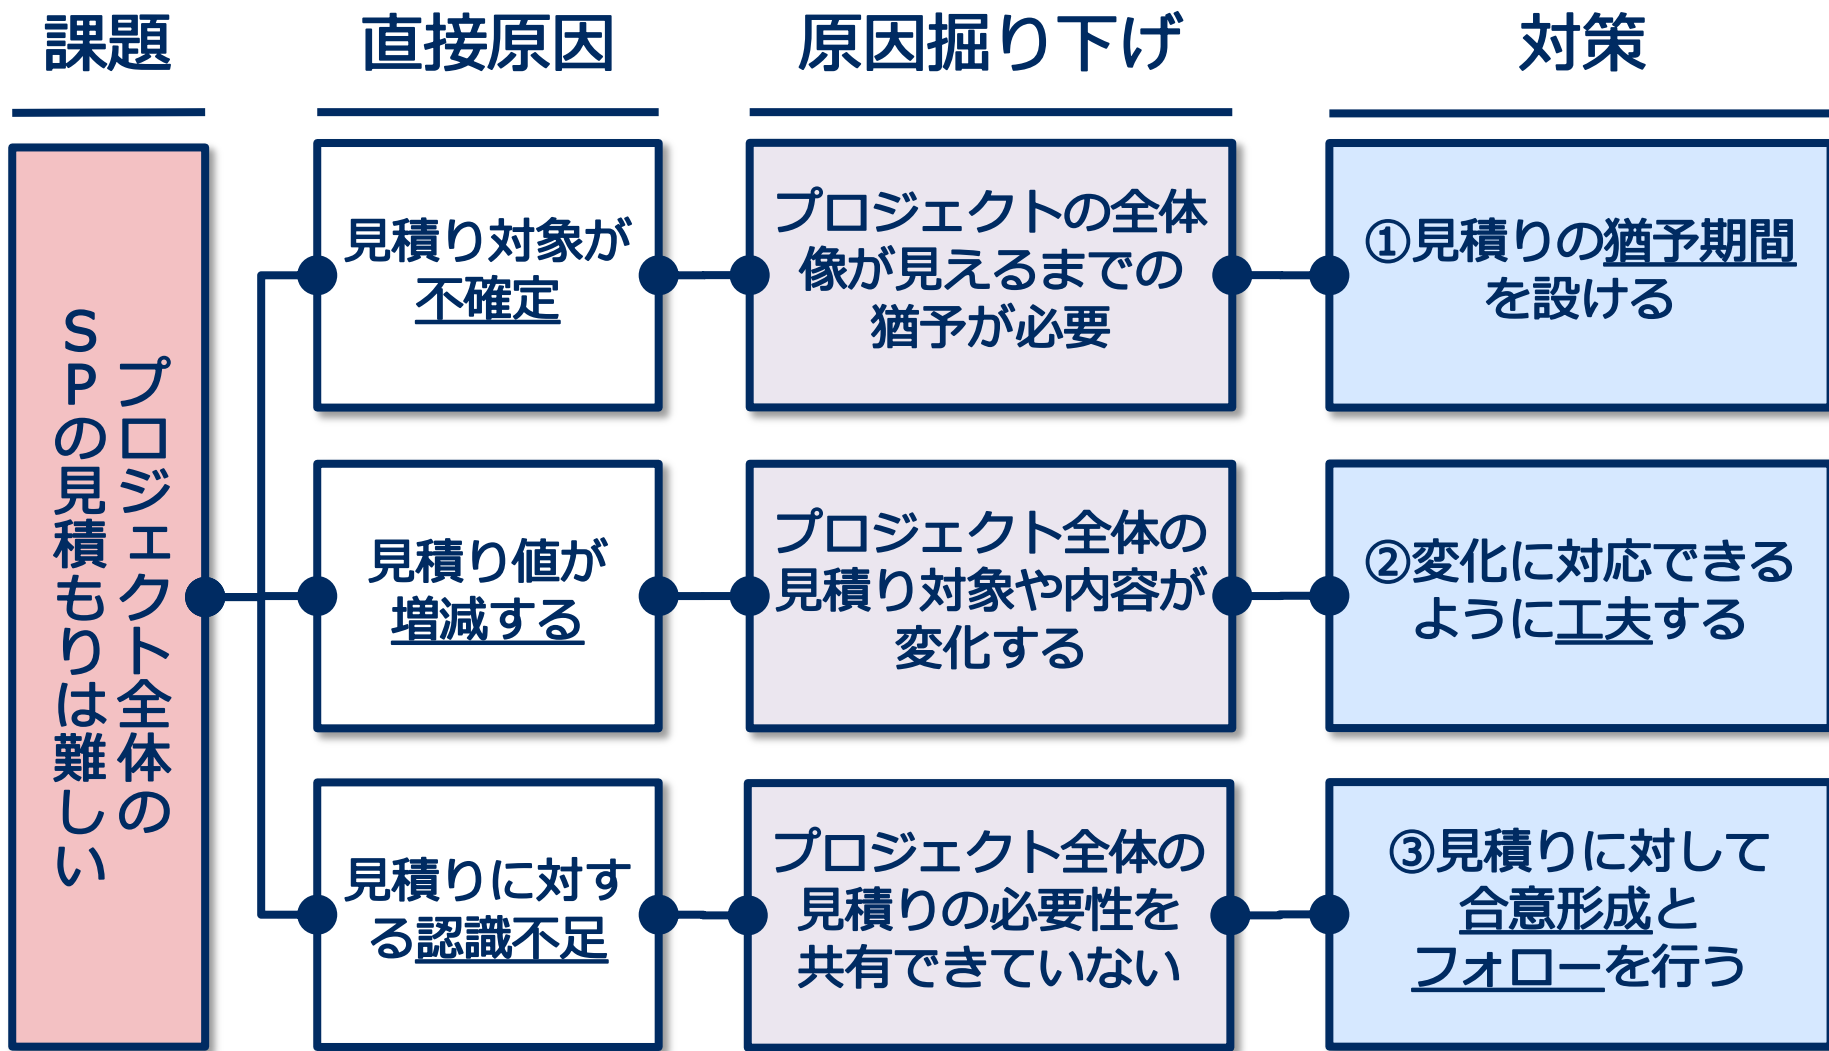 課題
直接原因
原因掘り下げ
対策
プロジェクト全体の
SPの見積もりは難しい
見積り対象が
不確定
プロジェクトの全体
像が見えるまでの
猶予が必要
①見積りの猶予期間
を設ける
見積り値が
増減する
プロジェクト全体の
見積り対象や内容が
変化する
②変化に対応できる
ように工夫する
見積りに対す
る認識不足
プロジェクト全体の
見積りの必要性を
共有できていない
③見積りに対して
合意形成と
フォローを行う